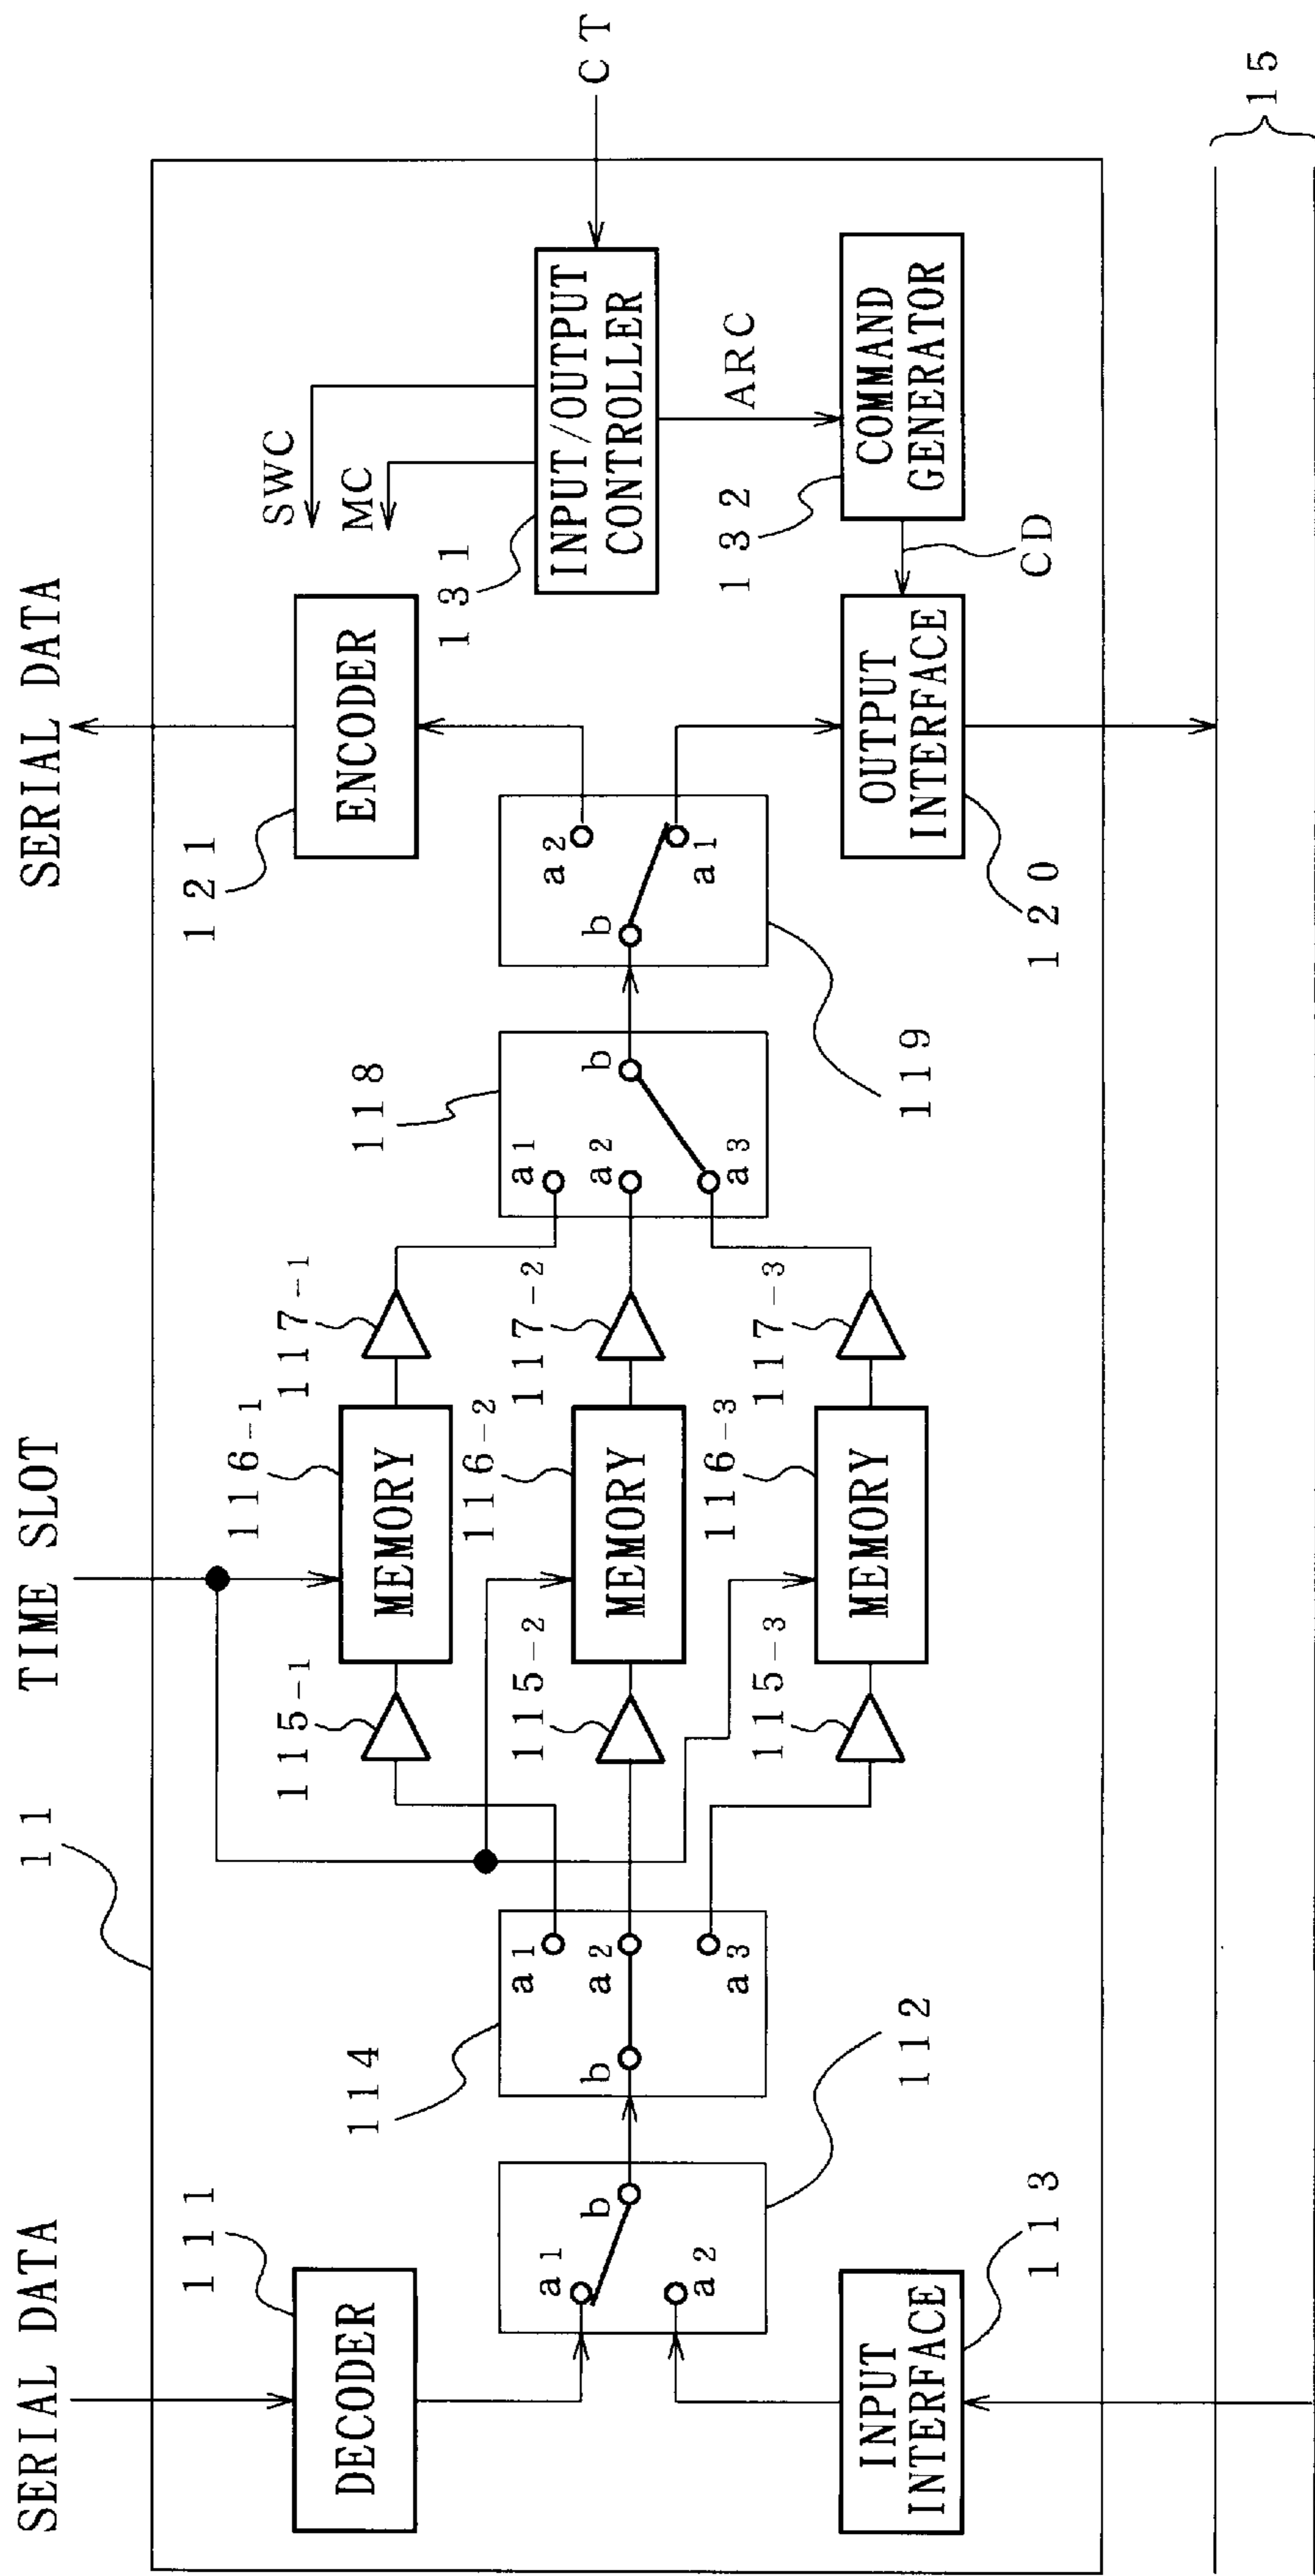 SERIAL DATA
11
TIME SLOT
SERIAL DATA
111
DECODER
114
a1
b
a2
112
INPUT
INTERFACE
113
b
a1
a2
a3
115-1
MEMORY
116-1
117-1
115-2
MEMORY
116-2
117-2
115-3
MEMORY
116-3
117-3
118
a1
a2
a3
b
119
b
a2
a1
121
ENCODER
OUTPUT
INTERFACE
120
SWC
MC
131
INPUT/OUTPUT
CONTROLLER
CT
ARC
132
COMMAND
GENERATOR
CD
15